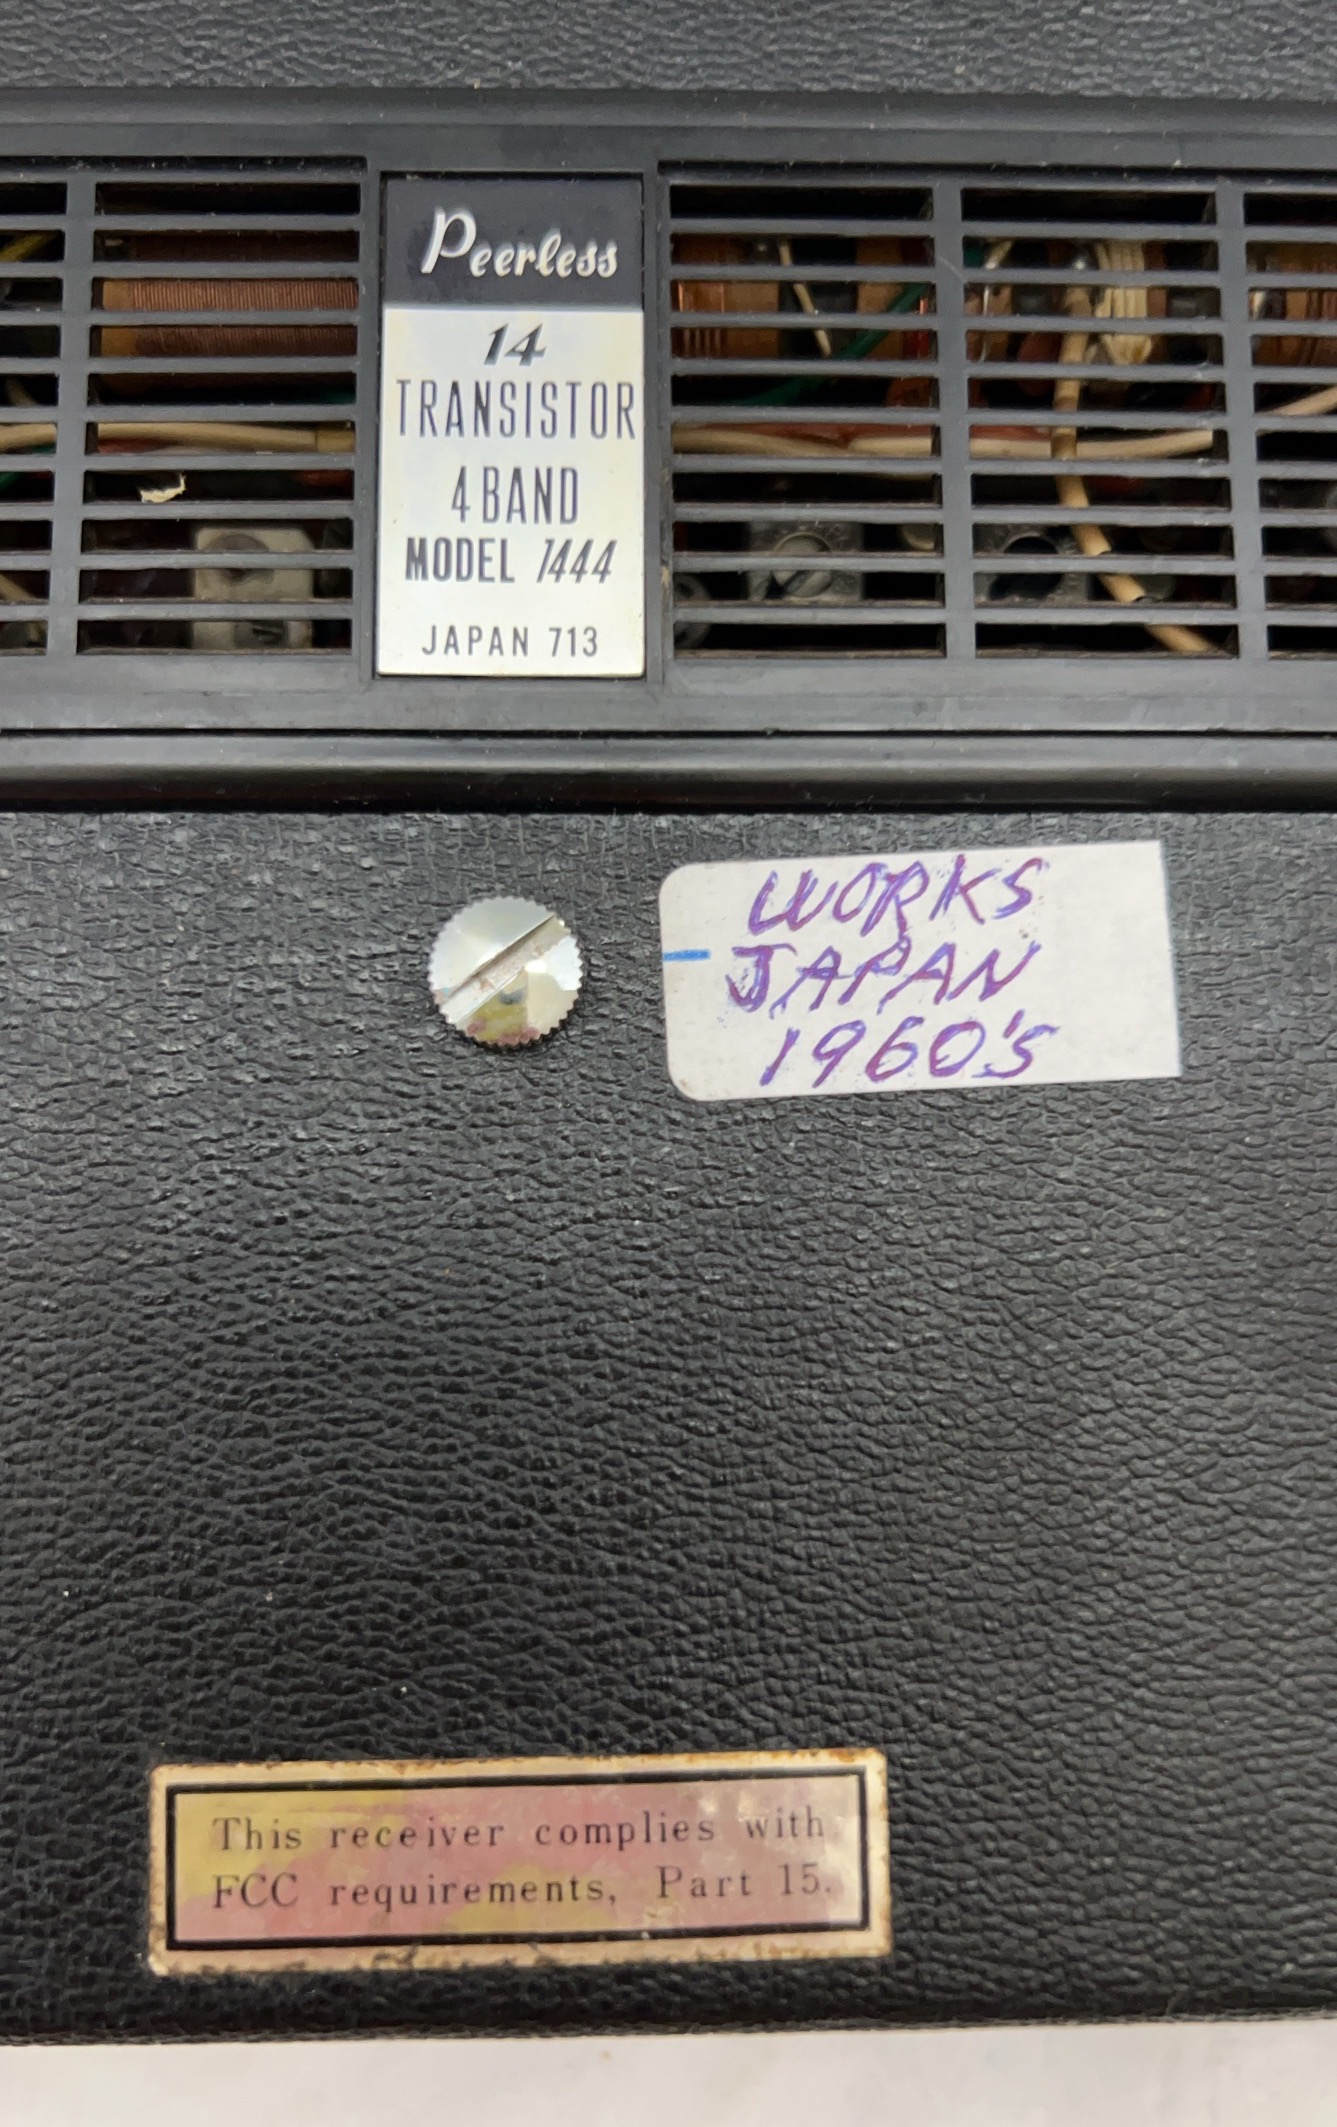 Peerless
14
TRANSISTOR
4 BAND
MODEL 1444
JAPAN 713
WORKS
JAPAN
1960's
This receiver complies with
FCC requirements, Part 15.